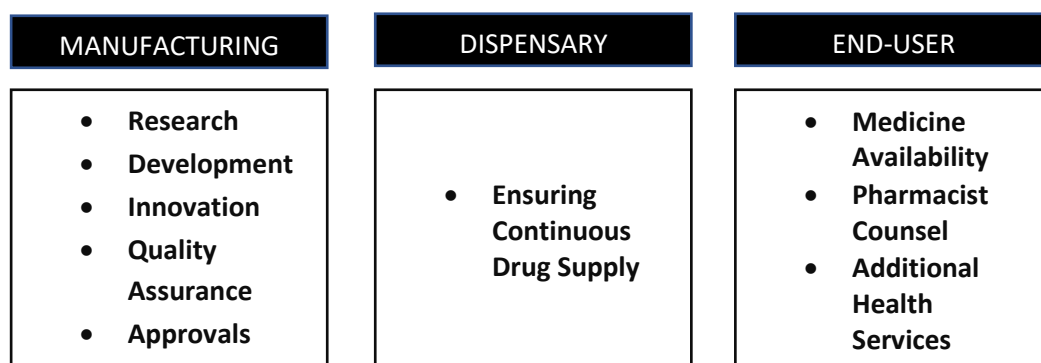 MANUFACTURING
• Research
• Development
• Innovation
• Quality
Assurance
• Approvals
DISPENSARY
• Ensuring
Continuous
Drug Supply
END-USER
• Medicine
Availability
• Pharmacist
Counsel
• Additional
Health
Services